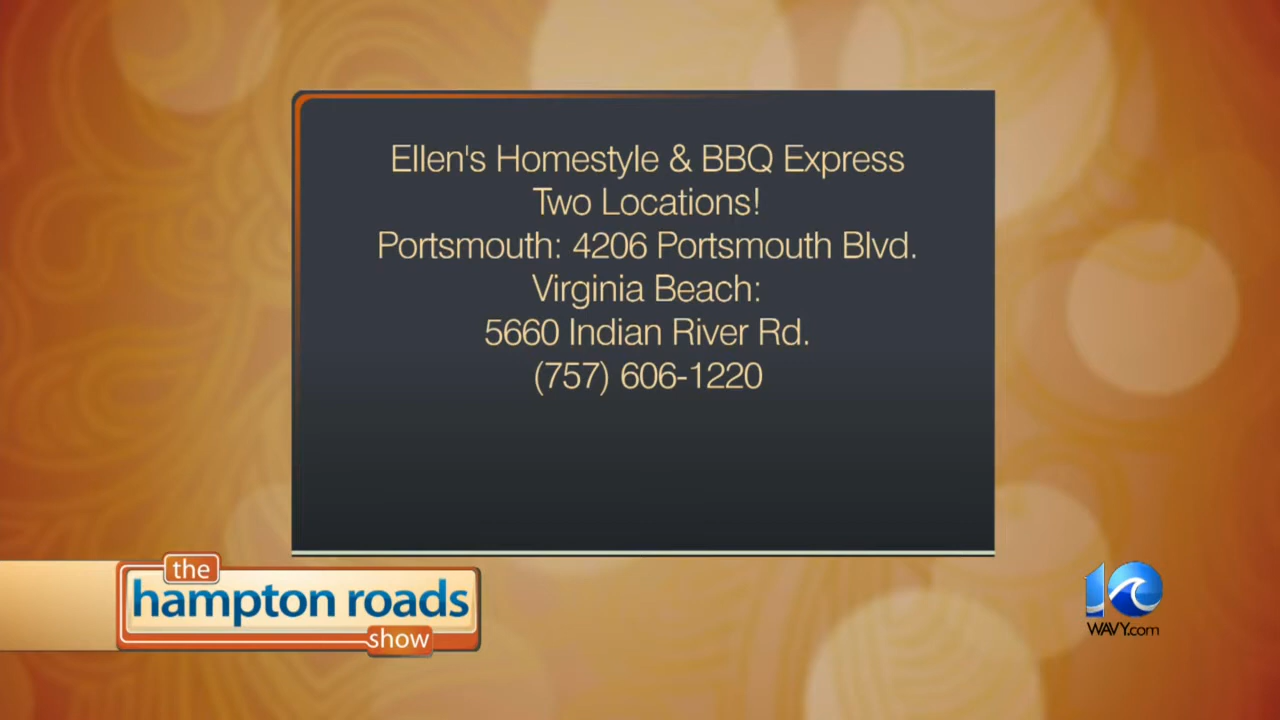 Ellen's Homestyle & BBQ Express
Two Locations!
Portsmouth: 4206 Portsmouth Blvd.
Virginia Beach:
5660 Indian River Rd.
(757) 606-1220
the
hampton roads
show
10
WAVY.com